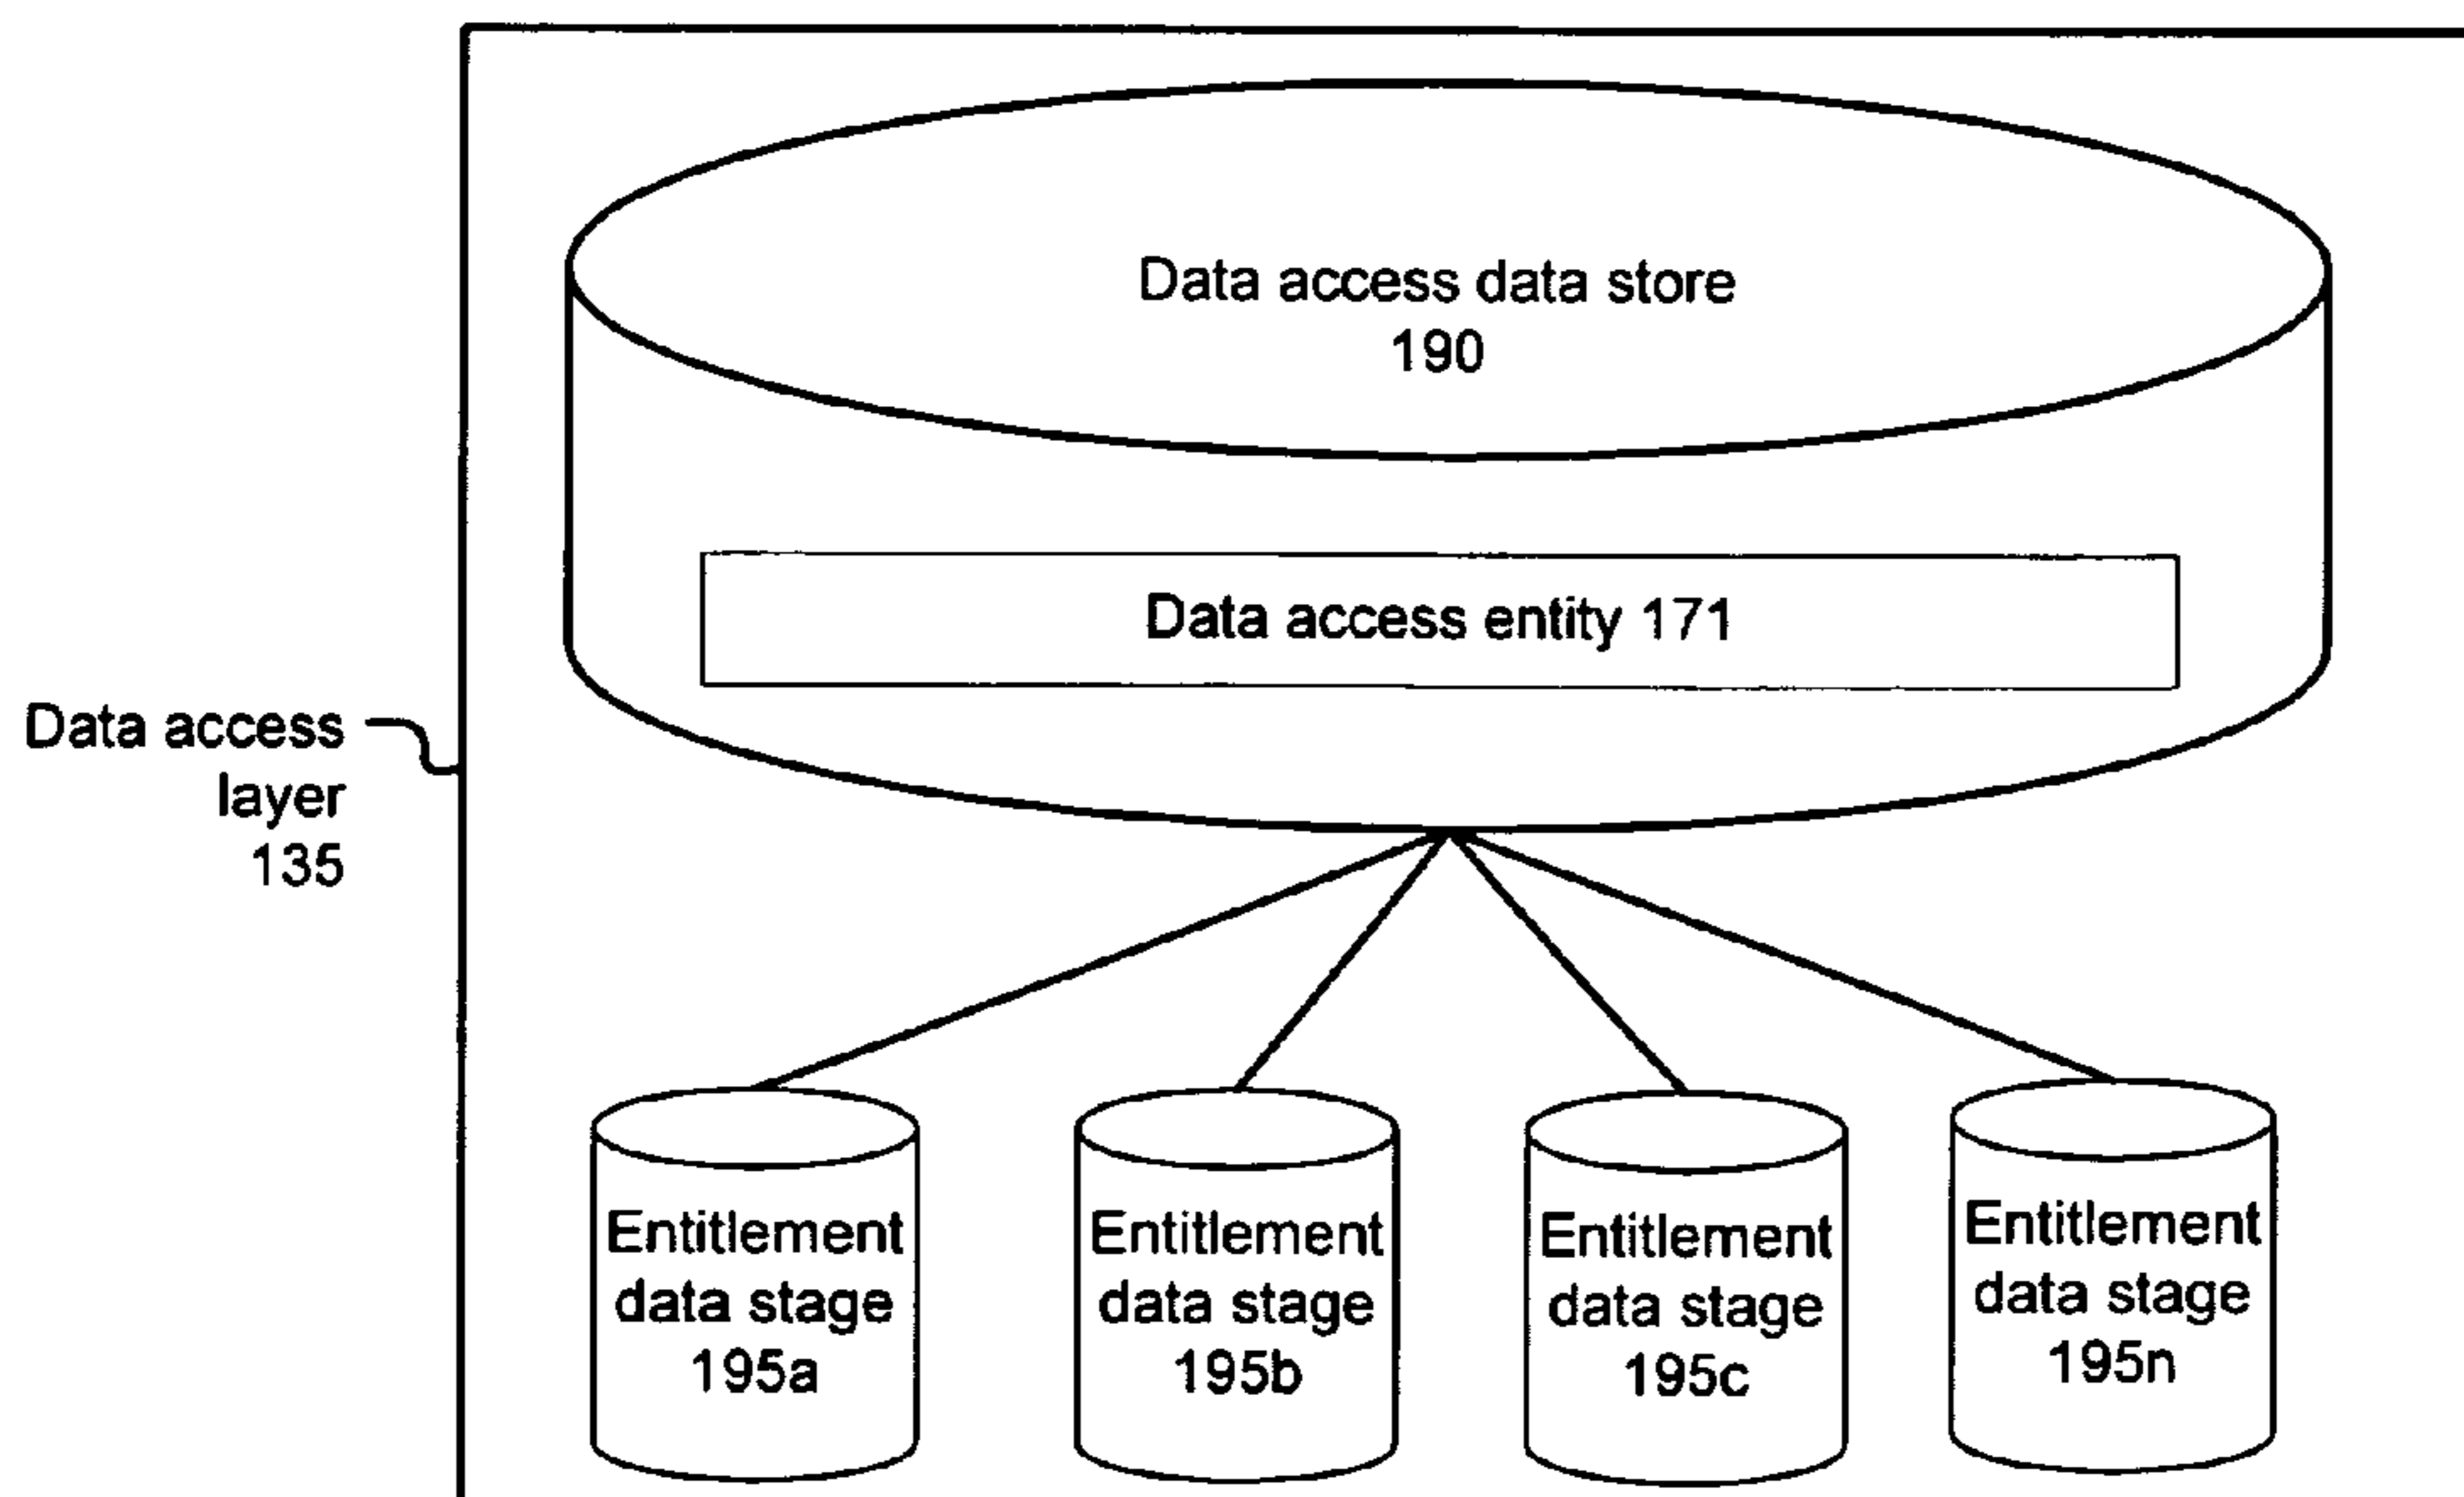 Data access data store
190
Data access entity 171
Data access
layer
135
Entitlement
data stage
195a
Entitlement
data stage
195b
Entitlement
data stage
195c
Entitlement
data stage
195n